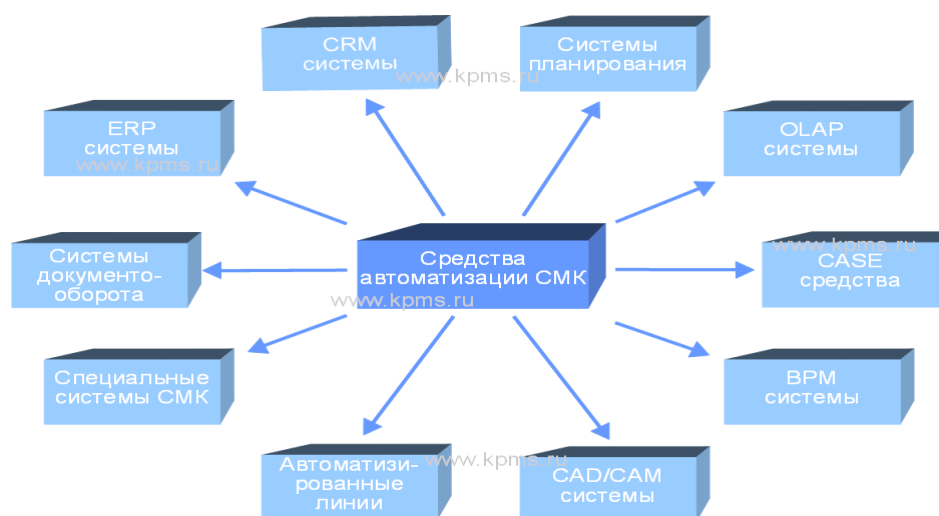 CRM
системы
www.kpms.ru
Системы
планирования
ERP
системы
www.kpms.ru
OLAP
системы
Системы
документо-
оборота
Средства
автоматизации СМК
www.kpms.ru
www.kpms.ru
CASE
средства
Специальные
системы СМК
BPM
системы
Автоматизи-
рованные
линии
www.kpms.ru
CAD/CAM
системы